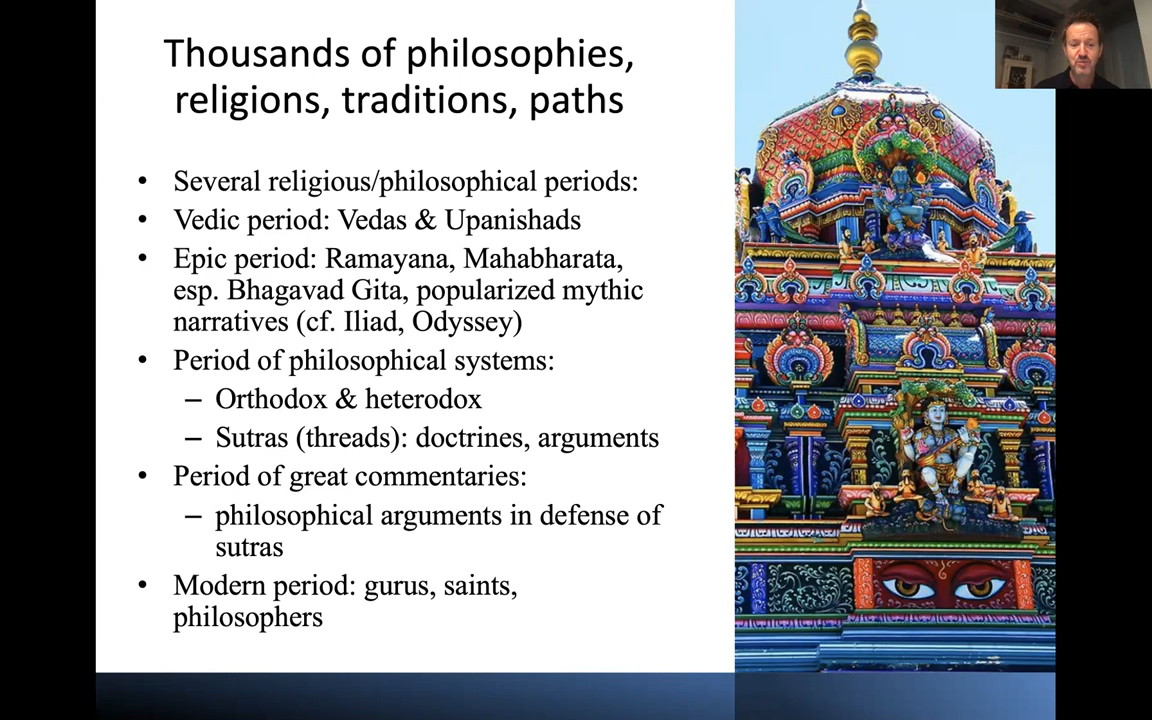 Thousands of philosophies,
religions, traditions, paths
• Several religious/philosophical periods:
• Vedic period: Vedas & Upanishads
• Epic period: Ramayana, Mahabharata,
esp. Bhagavad Gita, popularized mythic
narratives (cf. Iliad, Odyssey)
• Period of philosophical systems:
– Orthodox & heterodox
– Sutras (threads): doctrines, arguments
• Period of great commentaries:
– philosophical arguments in defense of
sutras
• Modern period: gurus, saints,
philosophers